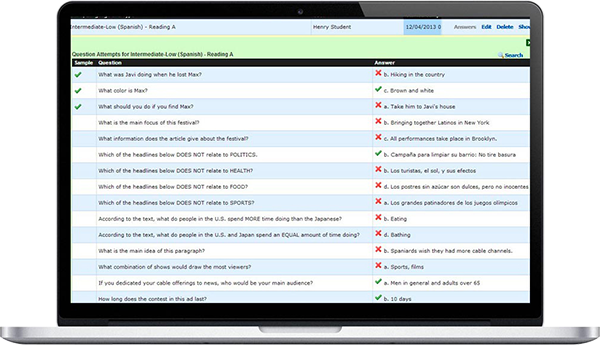 Intermediate-Low (Spanish) - Reading A Henry Student 12/04/2013 0 Answers Edit Delete Sho
Question Attempts for Intermediate-Low (Spanish) - Reading A Search
Sample Question Answer
What was Javi doing when he lost Max? b. Hiking in the country
What color is Max? c. Brown and white
What should you do if you find Max? a. Take him to Javi's house
What is the main focus of this festival? b. Bringing together Latinos in New York
What information does the article give about the festival? c. All performances take place in Brooklyn.
Which of the headlines below DOES NOT relate to POLITICS. b. Campaña para limpiar su barrio: No tire basura
Which of the headlines below DOES NOT relate to HEALTH? b. Los turistas, el sol, y sus efectos
Which of the headlines below DOES NOT relate to FOOD? d. Los postres sin azúcar son dulces, pero no inocentes
Which of the headlines below DOES NOT relate to SPORTS? a. Los grandes patinadores de los juegos olímpicos
According to the text, what do people in the U.S. spend MORE time doing than the Japanese? b. Eating
According to the text, what do people in the U.S. and Japan spend an EQUAL amount of time doing? d. Bathing
What is the main idea of this paragraph? b. Spaniards wish they had more cable channels.
What combination of shows would draw the most viewers? a. Sports, films
If you dedicated your cable offerings to news, who would be your main audience? a. Men in general and adults over 65
How long does the contest in this ad last? b. 10 days